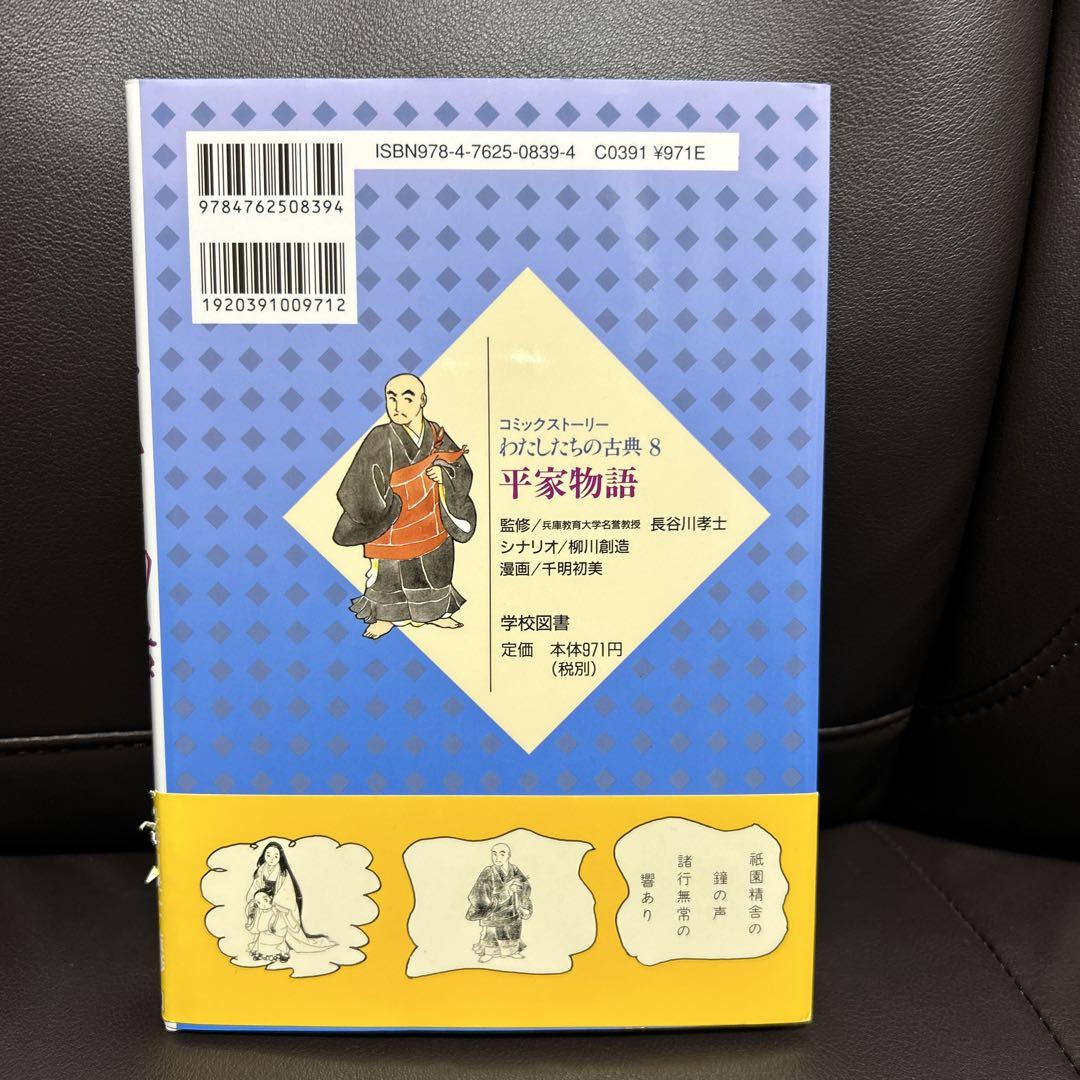 ISBN978-4-7625-0839-4 C0391 ¥971E
9784762508394
1920391009712
コミックストーリー
わたしたちの古典 8
平家物語
監修/兵庫教育大学名誉教授 長谷川孝士
シナリオ/柳川創造
漫画/千明初美
学校図書
定価 本体971円
(税別)
祇園精舎の
鐘の声
諸行無常の
響あり